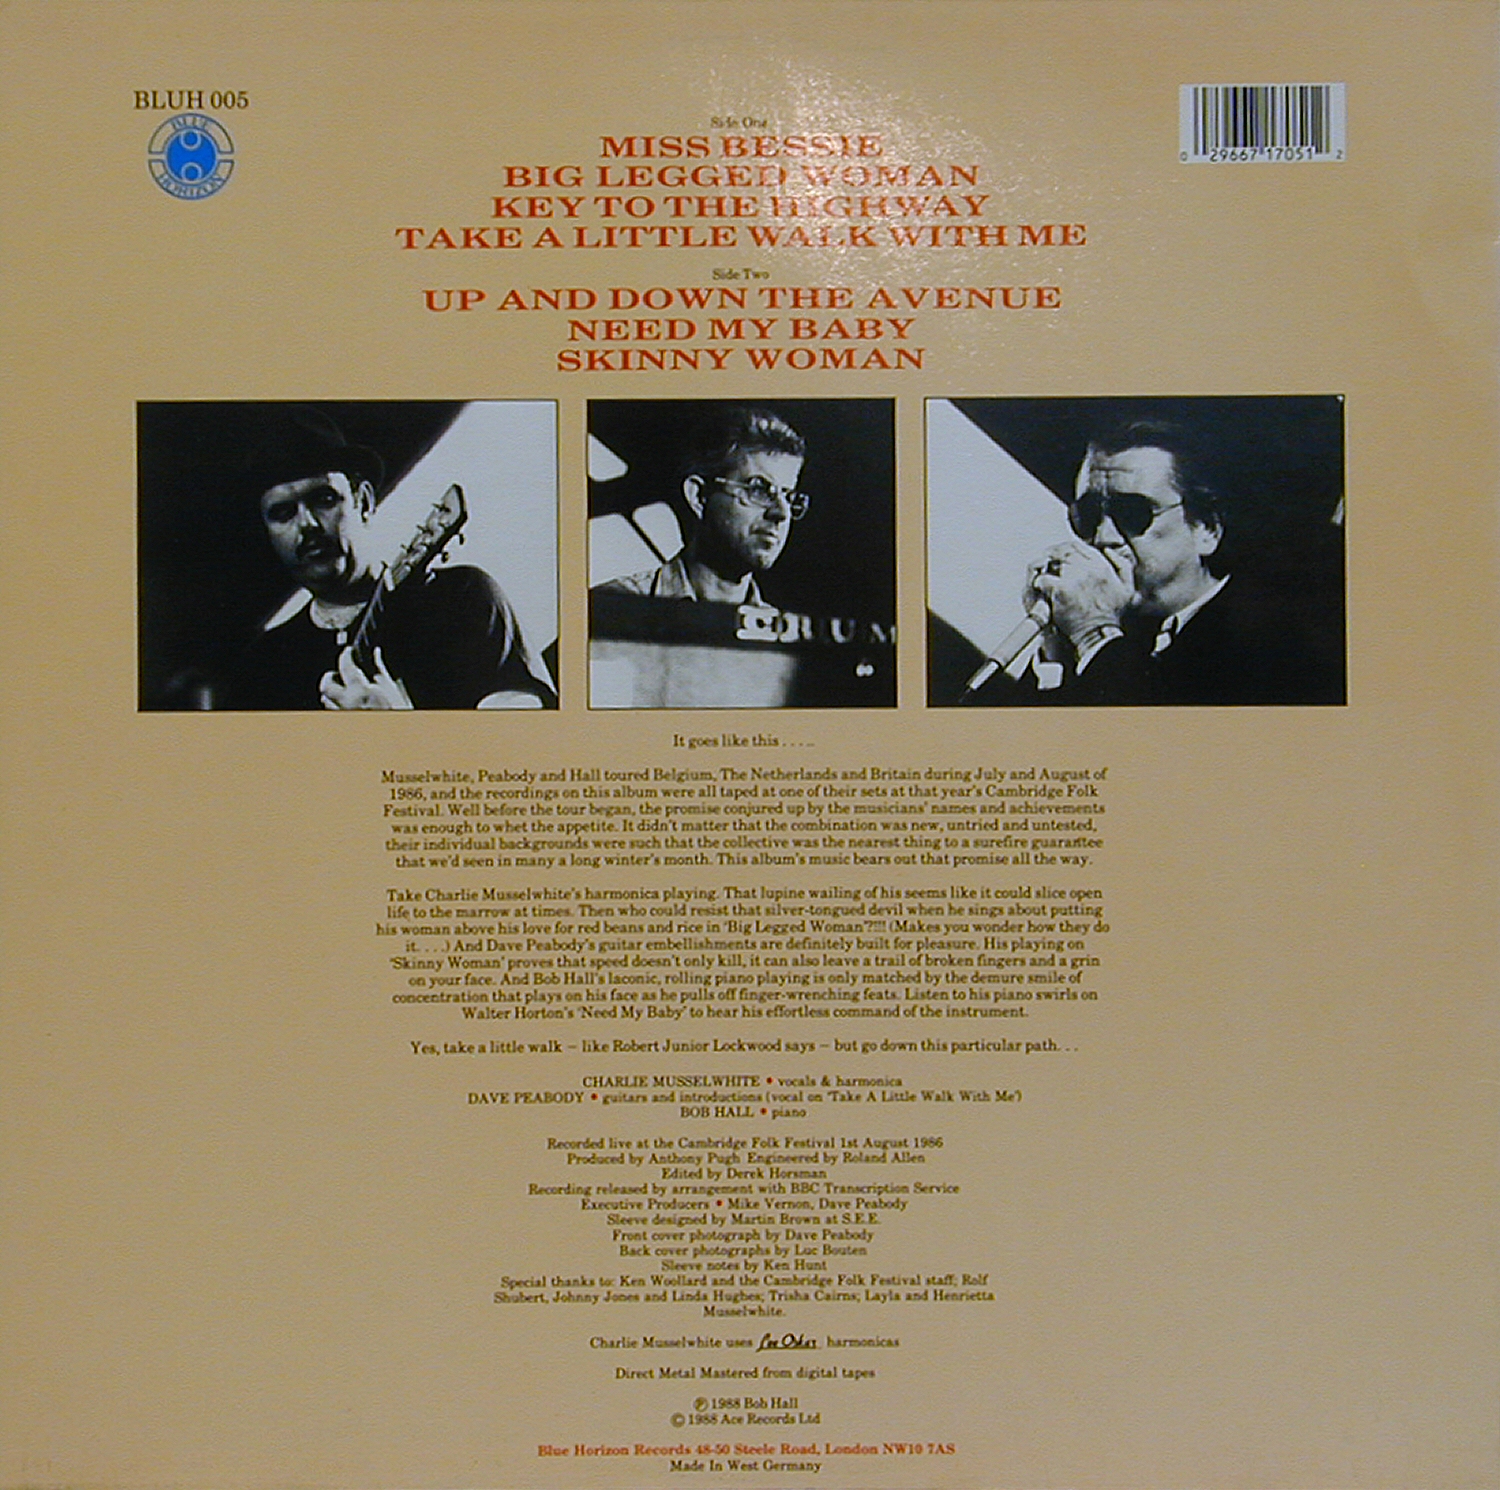 BLUH 005
BLUE
HORIZON
0 29667 17051 2
Side One
MISS BESSIE
BIG LEGGED WOMAN
KEY TO THE HIGHWAY
TAKE A LITTLE WALK WITH ME
Side Two
UP AND DOWN THE AVENUE
NEED MY BABY
SKINNY WOMAN
It goes like this . . . . .
Musselwhite, Peabody and Hall toured Belgium, The Netherlands and Britain during July and August of
1986, and the recordings on this album were all taped at one of their sets at that year's Cambridge Folk
Festival. Well before the tour began, the promise conjured up by the musicians' names and achievements
was enough to whet the appetite. It didn't matter that the combination was new, untried and untested,
their individual backgrounds were such that the collective was the nearest thing to a surefire guarantee
that we'd seen in many a long winter's month. This album's music bears out that promise all the way.
Take Charlie Musselwhite's harmonica playing. That lupine wailing of his seems like it could slice open
life to the marrow at times. Then who could resist that silver-tongued devil when he sings about putting
his woman above his love for red beans and rice in 'Big Legged Woman'?!!! (Makes you wonder how they do
it. . . .) And Dave Peabody's guitar embellishments are definitely built for pleasure. His playing on
'Skinny Woman' proves that speed doesn't only kill, it can also leave a trail of broken fingers and a grin
on your face. And Bob Hall's laconic, rolling piano playing is only matched by the demure smile of
concentration that plays on his face as he pulls off finger-wrenching feats. Listen to his piano swirls on
Walter Horton's 'Need My Baby' to hear his effortless command of the instrument.
Yes, take a little walk – like Robert Junior Lockwood says – but go down this particular path. . .
CHARLIE MUSSELWHITE • vocals & harmonica
DAVE PEABODY • guitars and introductions (vocal on 'Take A Little Walk With Me')
BOB HALL • piano
Recorded live at the Cambridge Folk Festival 1st August 1986
Produced by Anthony Pugh Engineered by Roland Allen
Edited by Derek Horsman
Recording released by arrangement with BBC Transcription Service
Executive Producers • Mike Vernon, Dave Peabody
Sleeve designed by Martin Brown at S.E.E.
Front cover photograph by Dave Peabody
Back cover photographs by Luc Bouten
Sleeve notes by Ken Hunt
Special thanks to: Ken Woollard and the Cambridge Folk Festival staff; Rolf
Shubert, Johnny Jones and Linda Hughes; Trisha Cairns; Layla and Henrietta
Musselwhite.
Charlie Musselwhite uses Lee Oskar harmonicas
Direct Metal Mastered from digital tapes
℗ 1988 Bob Hall
© 1988 Ace Records Ltd
Blue Horizon Records 48-50 Steele Road, London NW10 7AS
Made In West Germany